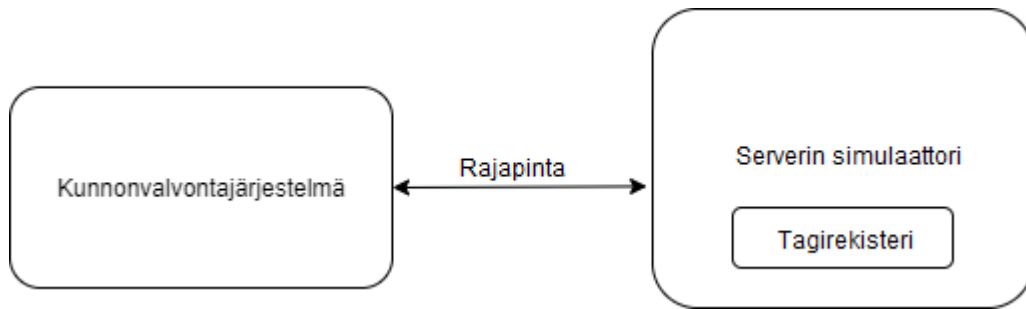 Kunnonvalvontajärjestelmä
Rajapinta
Serverin simulaattori
Tagirekisteri